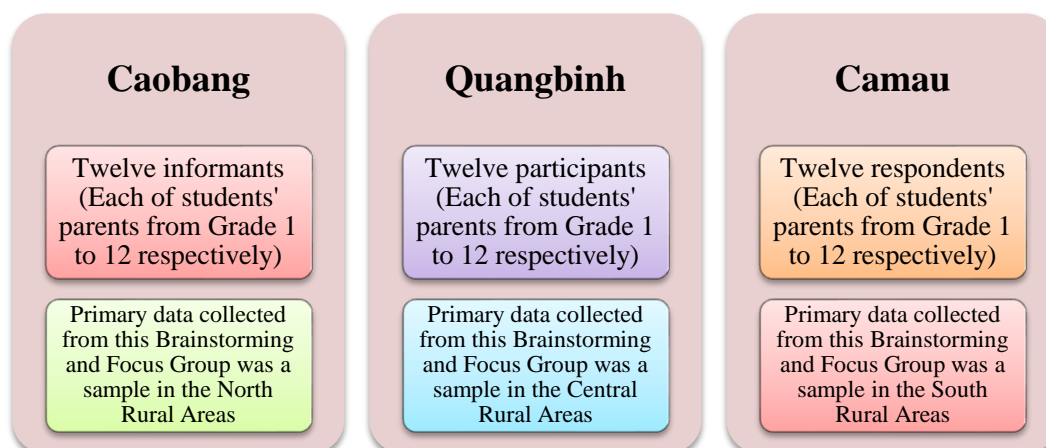 Caobang
Twelve informants
(Each of students'
parents from Grade 1
to 12 respectively)
Primary data collected
from this Brainstorming
and Focus Group was a
sample in the North
Rural Areas
Quangbinh
Twelve participants
(Each of students'
parents from Grade 1
to 12 respectively)
Primary data collected
from this Brainstorming
and Focus Group was a
sample in the Central
Rural Areas
Camau
Twelve respondents
(Each of students'
parents from Grade 1
to 12 respectively)
Primary data collected
from this Brainstorming
and Focus Group was a
sample in the South
Rural Areas